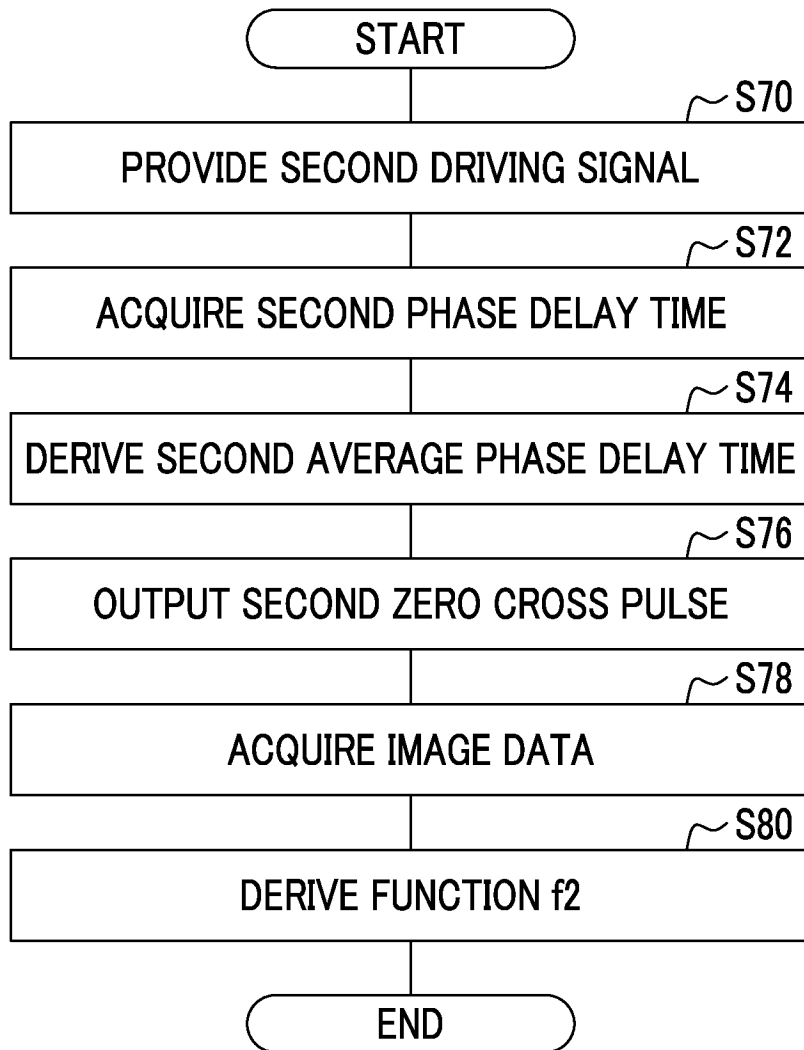 START
S70
PROVIDE SECOND DRIVING SIGNAL
S72
ACQUIRE SECOND PHASE DELAY TIME
S74
DERIVE SECOND AVERAGE PHASE DELAY TIME
S76
OUTPUT SECOND ZERO CROSS PULSE
S78
ACQUIRE IMAGE DATA
S80
DERIVE FUNCTION f2
END